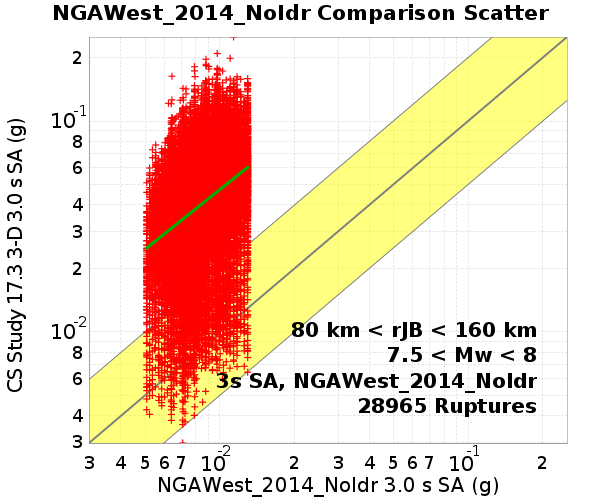 NGAWest_2014_NoIdr Comparison Scatter
CS Study 17.3 3-D 3.0 s SA (g)
2
10-1
8
6
4
3
2
10-2
8
6
4
3
80 km < rJB < 160 km
7.5 < Mw < 8
3s SA, NGAWest_2014_NoIdr
28965 Ruptures
3 4 5 6 7 10-2 2 3 4 5 6 7 10-1 2
NGAWest_2014_NoIdr 3.0 s SA (g)